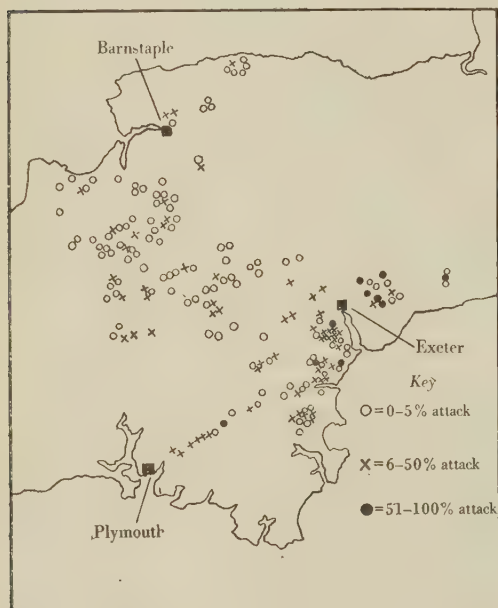 Barnstaple
Exeter
Key
O=0–5% attack
X=6–50% attack
●=51–100% attack
Plymouth